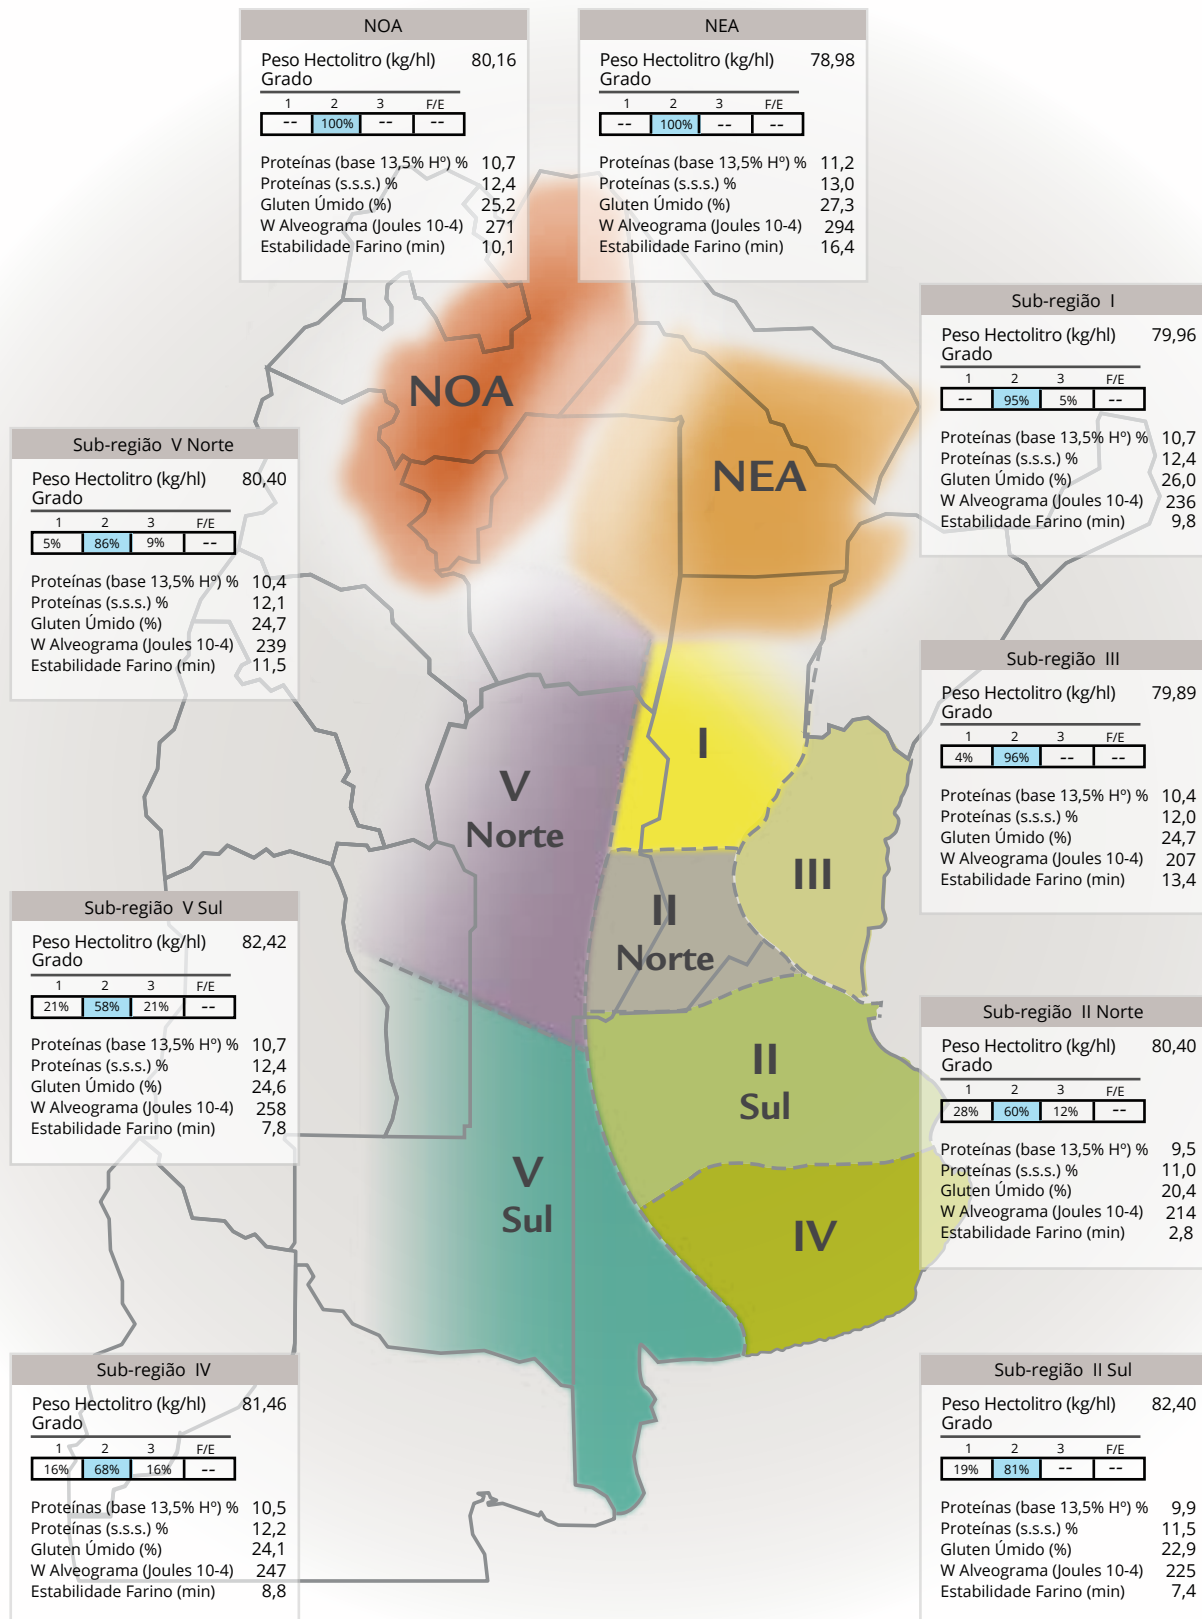 NOA
Peso Hectolitro (kg/hl) 80,16
Grado
1 2 3 F/E
-- 100% -- --
Proteínas (base 13,5% Hº) % 10,7
Proteínas (s.s.s.) % 12,4
Gluten Úmido (%) 25,2
W Alveograma (Joules 10-4) 271
Estabilidade Farino (min) 10,1
NEA
Peso Hectolitro (kg/hl) 78,98
Grado
1 2 3 F/E
-- 100% -- --
Proteínas (base 13,5% Hº) % 11,2
Proteínas (s.s.s.) % 13,0
Gluten Úmido (%) 27,3
W Alveograma (Joules 10-4) 294
Estabilidade Farino (min) 16,4
Sub-região I
Peso Hectolitro (kg/hl) 79,96
Grado
1 2 3 F/E
-- 95% 5% --
Proteínas (base 13,5% Hº) % 10,7
Proteínas (s.s.s.) % 12,4
Gluten Úmido (%) 26,0
W Alveograma (Joules 10-4) 236
Estabilidade Farino (min) 9,8
NOA
NEA
Sub-região V Norte
Peso Hectolitro (kg/hl) 80,40
Grado
1 2 3 F/E
5% 86% 9% --
Proteínas (base 13,5% Hº) % 10,4
Proteínas (s.s.s.) % 12,1
Gluten Úmido (%) 24,7
W Alveograma (Joules 10-4) 239
Estabilidade Farino (min) 11,5
Sub-região III
Peso Hectolitro (kg/hl) 79,89
Grado
1 2 3 F/E
4% 96% -- --
Proteínas (base 13,5% Hº) % 10,4
Proteínas (s.s.s.) % 12,0
Gluten Úmido (%) 24,7
W Alveograma (Joules 10-4) 207
Estabilidade Farino (min) 13,4
I
V
Norte
III
II
Norte
Sub-região V Sul
Peso Hectolitro (kg/hl) 82,42
Grado
1 2 3 F/E
21% 58% 21% --
Proteínas (base 13,5% Hº) % 10,7
Proteínas (s.s.s.) % 12,4
Gluten Úmido (%) 24,6
W Alveograma (Joules 10-4) 258
Estabilidade Farino (min) 7,8
Sub-região II Norte
Peso Hectolitro (kg/hl) 80,40
Grado
1 2 3 F/E
28% 60% 12% --
Proteínas (base 13,5% Hº) % 9,5
Proteínas (s.s.s.) % 11,0
Gluten Úmido (%) 20,4
W Alveograma (Joules 10-4) 214
Estabilidade Farino (min) 2,8
II
Sul
V
Sul
IV
Sub-região IV
Peso Hectolitro (kg/hl) 81,46
Grado
1 2 3 F/E
16% 68% 16% --
Proteínas (base 13,5% Hº) % 10,5
Proteínas (s.s.s.) % 12,2
Gluten Úmido (%) 24,1
W Alveograma (Joules 10-4) 247
Estabilidade Farino (min) 8,8
Sub-região II Sul
Peso Hectolitro (kg/hl) 82,40
Grado
1 2 3 F/E
19% 81% -- --
Proteínas (base 13,5% Hº) % 9,9
Proteínas (s.s.s.) % 11,5
Gluten Úmido (%) 22,9
W Alveograma (Joules 10-4) 225
Estabilidade Farino (min) 7,4